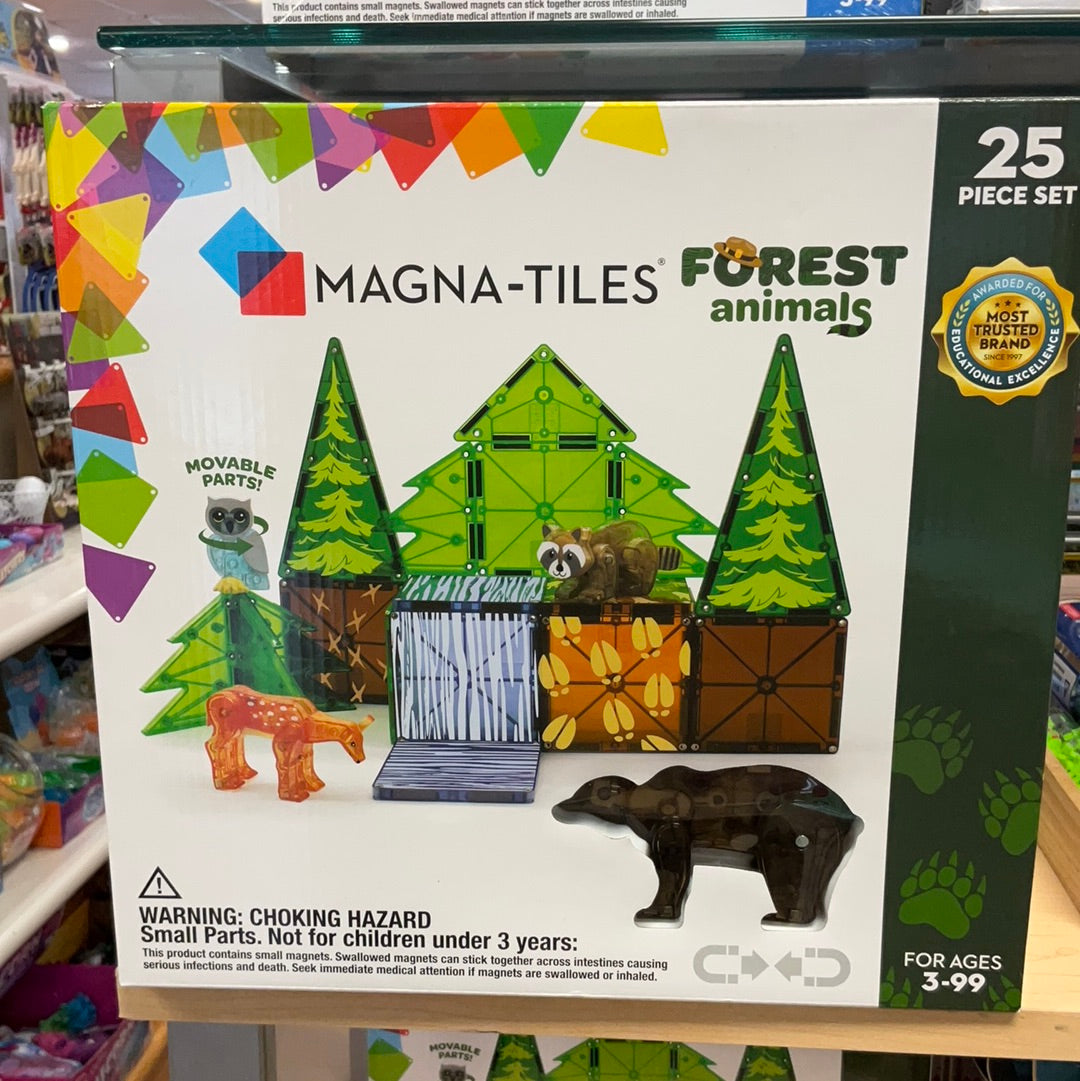 This product contains small magnets. Swallowed magnets can stick together across intestines causing
serious infections and death. Seek immediate medical attention if magnets are swallowed or inhaled.
25
PIECE SET
MAGNA-TILES®
FOREST
animals
AWARDED FOR
MOST
TRUSTED
BRAND
SINCE 1997
EDUCATIONAL EXCELLENCE
MOVABLE
PARTS!
WARNING: CHOKING HAZARD
Small Parts. Not for children under 3 years:
This product contains small magnets. Swallowed magnets can stick together across intestines causing
serious infections and death. Seek immediate medical attention if magnets are swallowed or inhaled.
FOR AGES
3-99
MOVABLE
PARTS!